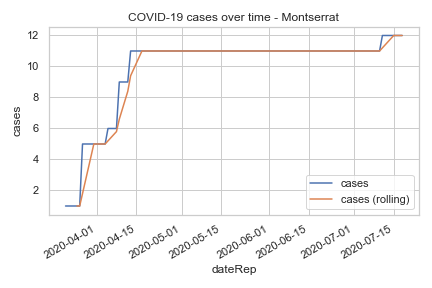 COVID-19 cases over time - Montserrat
12
10
8
6
4
2
cases
cases
cases (rolling)
2020-04-01
2020-04-15
2020-05-01
2020-05-15
2020-06-01
2020-06-15
2020-07-01
2020-07-15
dateRep